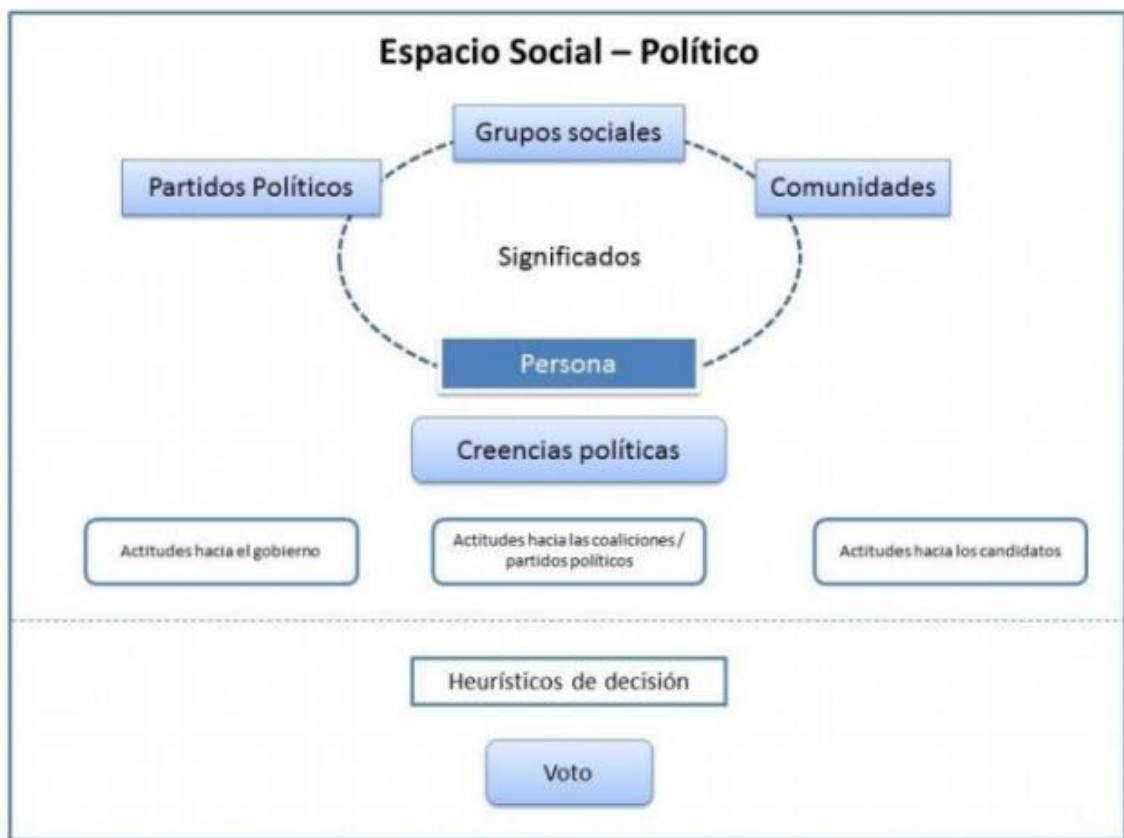 Espacio Social – Político
Grupos sociales
Partidos Políticos
Comunidades
Significados
Persona
Creencias políticas
Actitudes hacia el gobierno
Actitudes hacia las coaliciones /
partidos políticos
Actitudes hacia los candidatos
Heurísticos de decisión
Voto